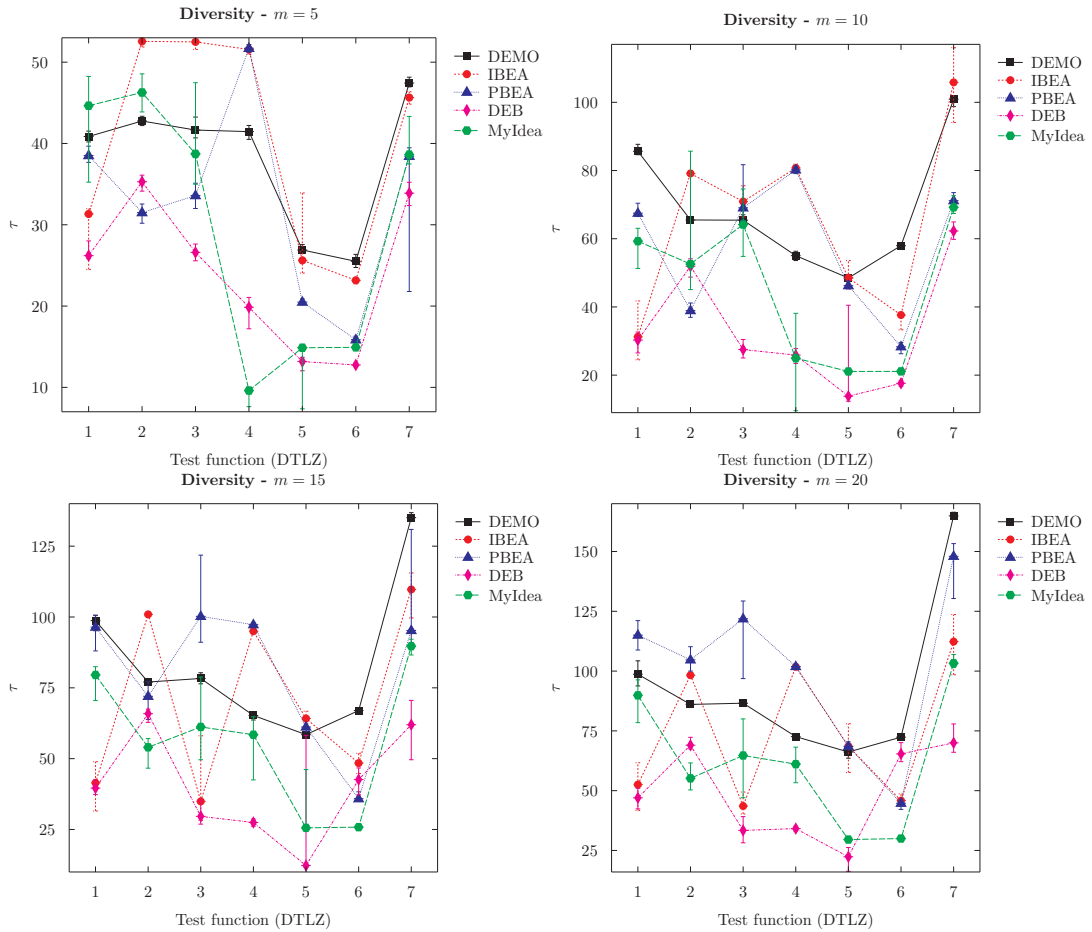 Diversity - m = 5
50
40
30
20
10
τ
1 2 3 4 5 6 7
Test function (DTLZ)
DEMO
IBEA
PBEA
DEB
MyIdea
Diversity - m = 10
100
80
60
40
20
τ
1 2 3 4 5 6 7
Test function (DTLZ)
DEMO
IBEA
PBEA
DEB
MyIdea
Diversity - m = 15
125
100
75
50
25
τ
1 2 3 4 5 6 7
Test function (DTLZ)
DEMO
IBEA
PBEA
DEB
MyIdea
Diversity - m = 20
150
125
100
75
50
25
τ
1 2 3 4 5 6 7
Test function (DTLZ)
DEMO
IBEA
PBEA
DEB
MyIdea